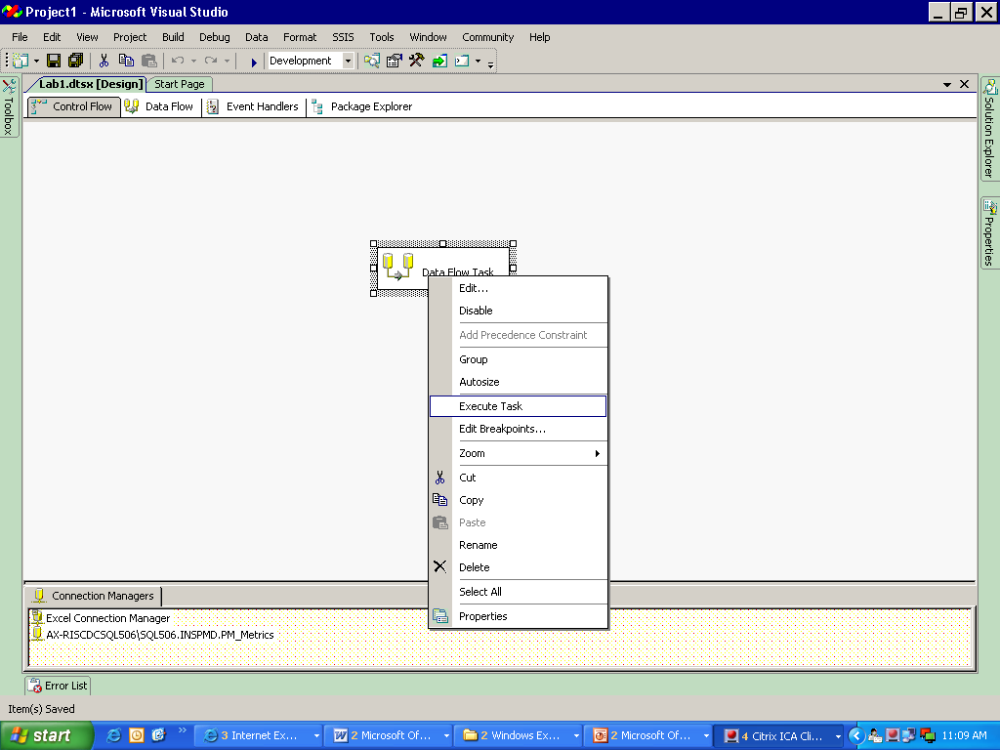 Project1 - Microsoft Visual Studio
File Edit View Project Build Debug Data Format SSIS Tools Window Community Help
Development
Lab1.dtsx [Design] Start Page
Control Flow Data Flow Event Handlers Package Explorer
Toolbox
Solution Explorer
Properties
Data Flow Task
Edit...
Disable
Add Precedence Constraint
Group
Autosize
Execute Task
Edit Breakpoints...
Zoom
Cut
Copy
Paste
Rename
Delete
Select All
Properties
Connection Managers
Excel Connection Manager
AX-RISCDCSQL506\SQL506.INSPMD.PM_Metrics
Error List
Item(s) Saved
start 3 Internet Ex... 2 Microsoft Of... 2 Windows Ex... 2 Microsoft Of... 4 Citrix ICA Cli... 11:09 AM